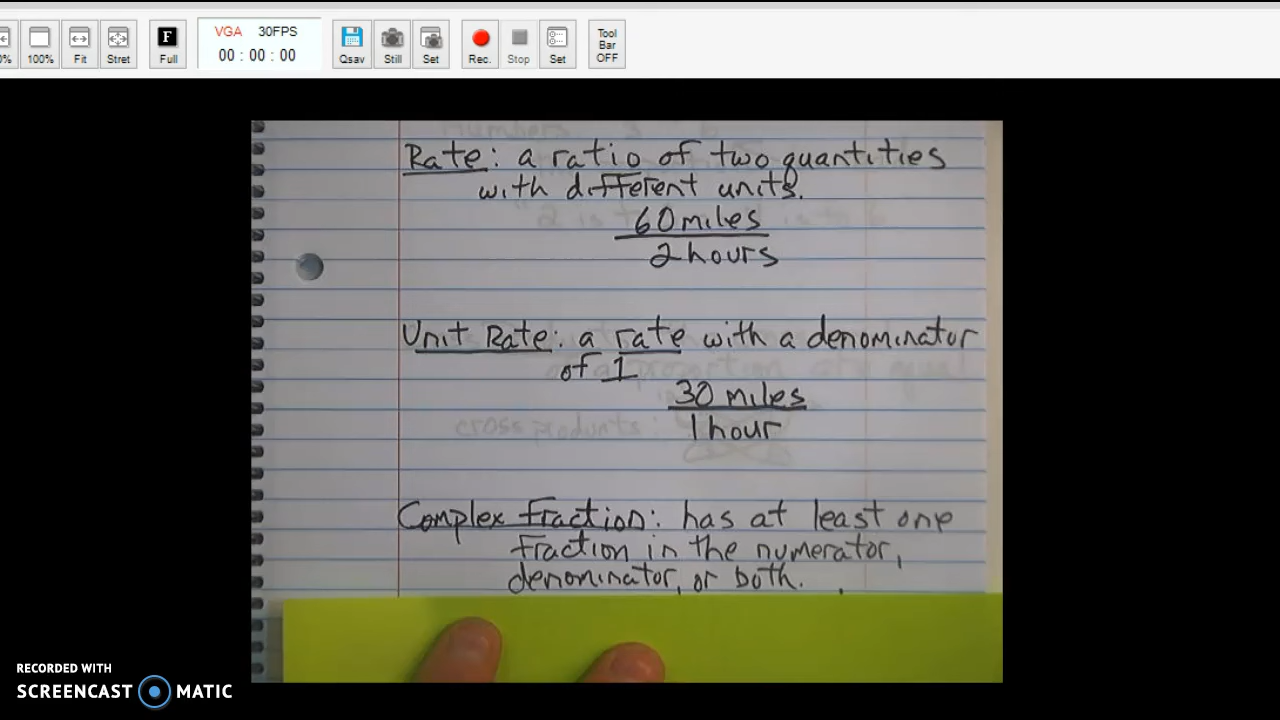 VGA 30FPS
00 : 00 : 00
100% Fit Stret Full Qsav Still Set Rec. Stop Set Tool Bar OFF
Rate: a ratio of two quantities
with different units.
60 miles
2 hours
Unit Rate: a rate with a denominator
of 1
30 miles
1 hour
Complex fraction: has at least one
fraction in the numerator,
denominator, or both.
RECORDED WITH
SCREENCAST MATIC